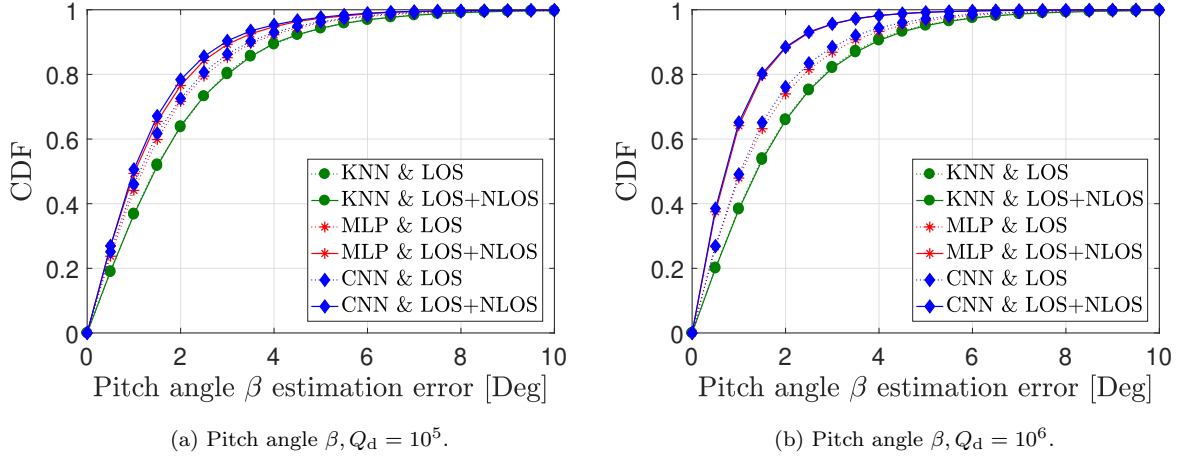 1
0.8
0.6
0.4
0.2
0
CDF
0 2 4 6 8 10
Pitch angle β estimation error [Deg]
KNN & LOS
KNN & LOS+NLOS
MLP & LOS
MLP & LOS+NLOS
CNN & LOS
CNN & LOS+NLOS
(a) Pitch angle β, Q_d = 10^5.
1
0.8
0.6
0.4
0.2
0
CDF
0 2 4 6 8 10
Pitch angle β estimation error [Deg]
KNN & LOS
KNN & LOS+NLOS
MLP & LOS
MLP & LOS+NLOS
CNN & LOS
CNN & LOS+NLOS
(b) Pitch angle β, Q_d = 10^6.